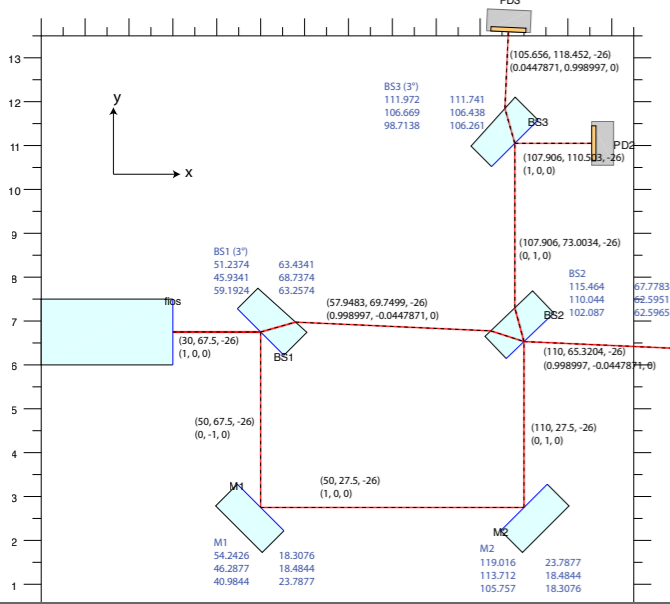 PD3
13
(105.656, 118.452, -26)
(0.0447871, 0.998997, 0)
BS3 (3°)
111.972 111.741
106.669 106.438
98.7138 106.261
12
BS3
y
11
PD2
(107.906, 110.503, -26)
(1, 0, 0)
x
10
9
(107.906, 73.0034, -26)
(0, 1, 0)
BS1 (3°)
51.2374 63.4341
45.9341 68.7374
59.1924 63.2574
8
BS2
115.464 67.7783
110.044 62.5951
102.087 62.5965
fios
(57.9483, 69.7499, -26)
(0.998997, -0.0447871, 0)
7
BS2
(30, 67.5, -26)
(1, 0, 0)
BS1
6
(110, 65.3204, -26)
(0.998997, -0.0447871, 0)
5
(50, 67.5, -26)
(0, -1, 0)
(110, 27.5, -26)
(0, 1, 0)
4
(50, 27.5, -26)
(1, 0, 0)
3
M1
M2
2
M1
54.2426 18.3076
46.2877 18.4844
40.9844 23.7877
M2
119.016 23.7877
113.712 18.4844
105.757 18.3076
1